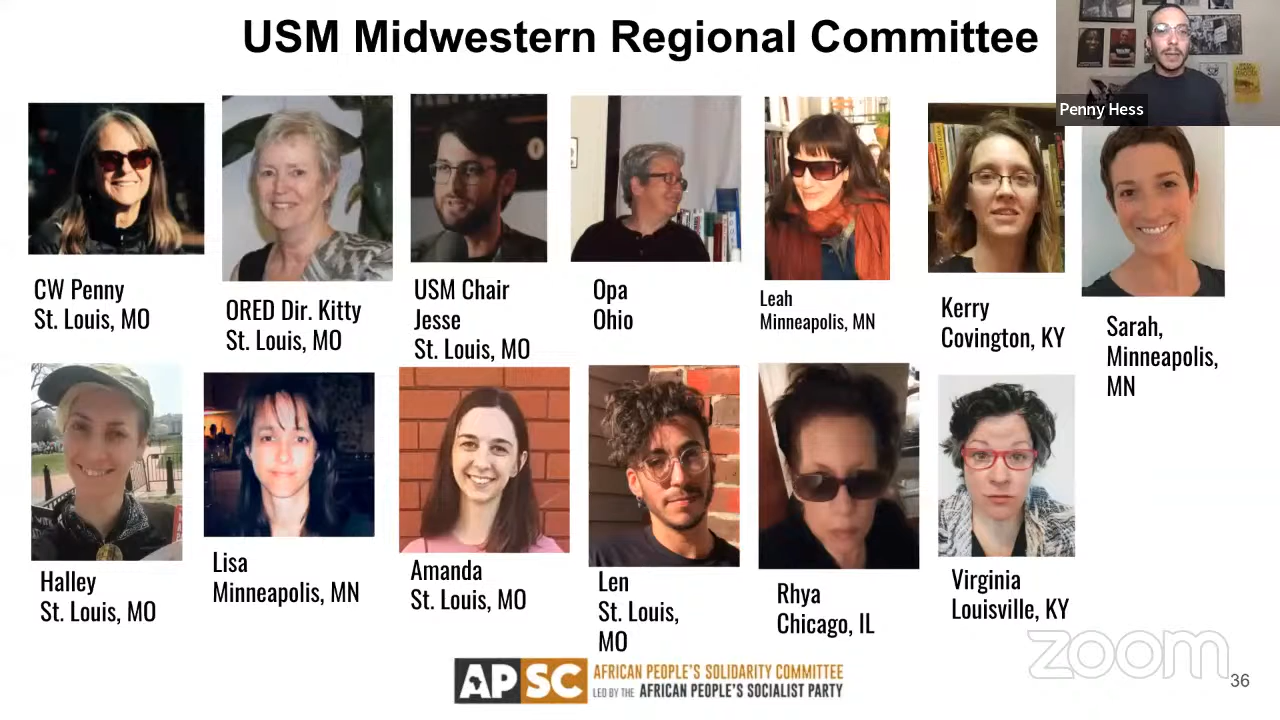 USM Midwestern Regional Committee
Penny Hess
CW Penny
St. Louis, MO
ORED Dir. Kitty
St. Louis, MO
USM Chair
Jesse
St. Louis, MO
Opa
Ohio
Leah
Minneapolis, MN
Kerry
Covington, KY
Sarah,
Minneapolis,
MN
Halley
St. Louis, MO
Lisa
Minneapolis, MN
Amanda
St. Louis, MO
Len
St. Louis,
MO
Rhya
Chicago, IL
Virginia
Louisville, KY
APSC
AFRICAN PEOPLE'S SOLIDARITY COMMITTEE
LED BY THE AFRICAN PEOPLE'S SOCIALIST PARTY
zoom
36